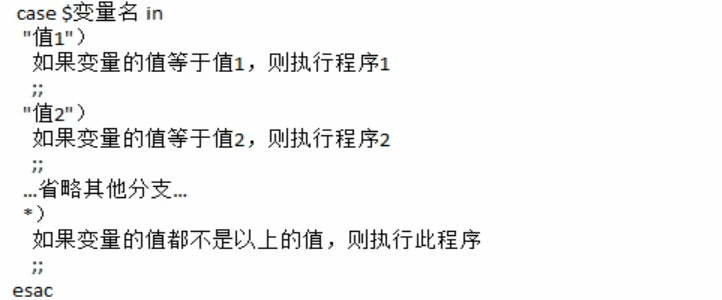 case $变量名 in
"值1"）
如果变量的值等于值1，则执行程序1
;;
"值2"）
如果变量的值等于值2，则执行程序2
;;
…省略其他分支…
*）
如果变量的值都不是以上的值，则执行此程序
;;
esac